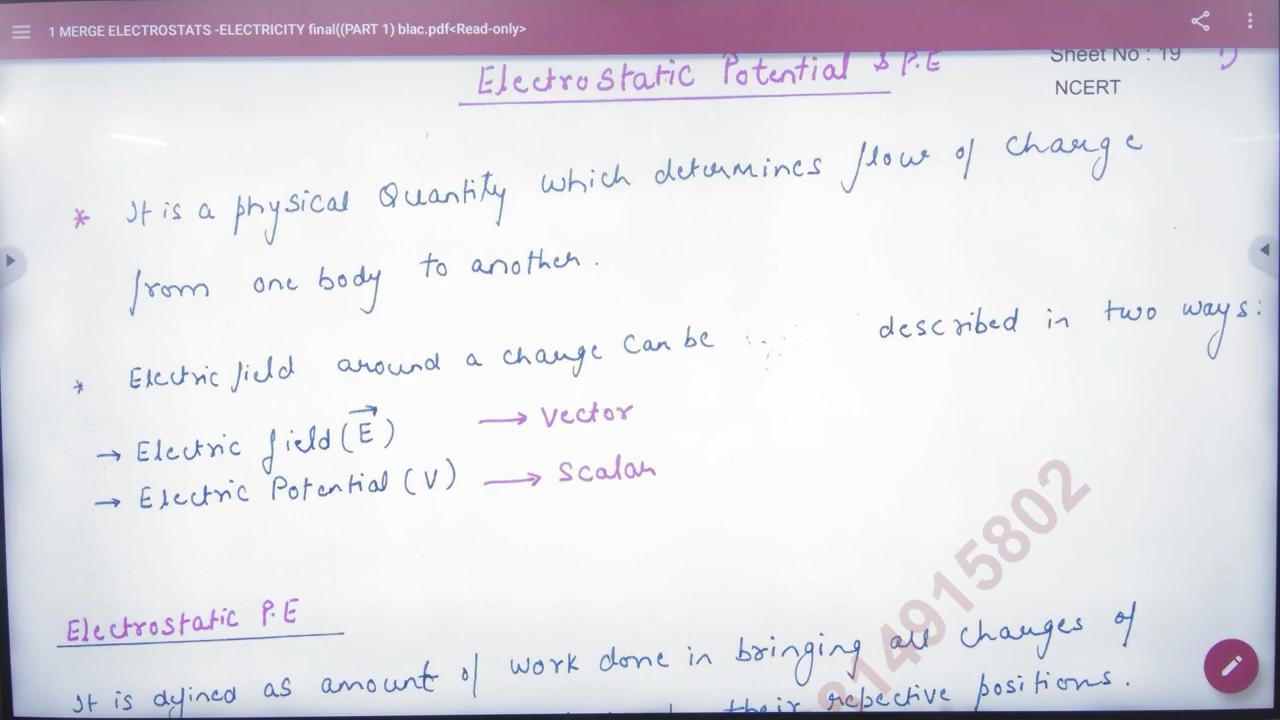 1 MERGE ELECTROSTATS -ELECTRICITY final((PART 1) blac.pdf<Read-only>
Sheet No : 19
Electrostatic Potential & P.E
NCERT
* It is a physical Quantity which determines flow of charge
from one body to another.
* Electric field around a charge can be described in two ways:
→ Electric field (E⃗) → Vector
→ Electric Potential (V) → Scalar
Electrostatic P.E
It is defined as amount of work done in bringing all charges of
their repective positions.
814915802